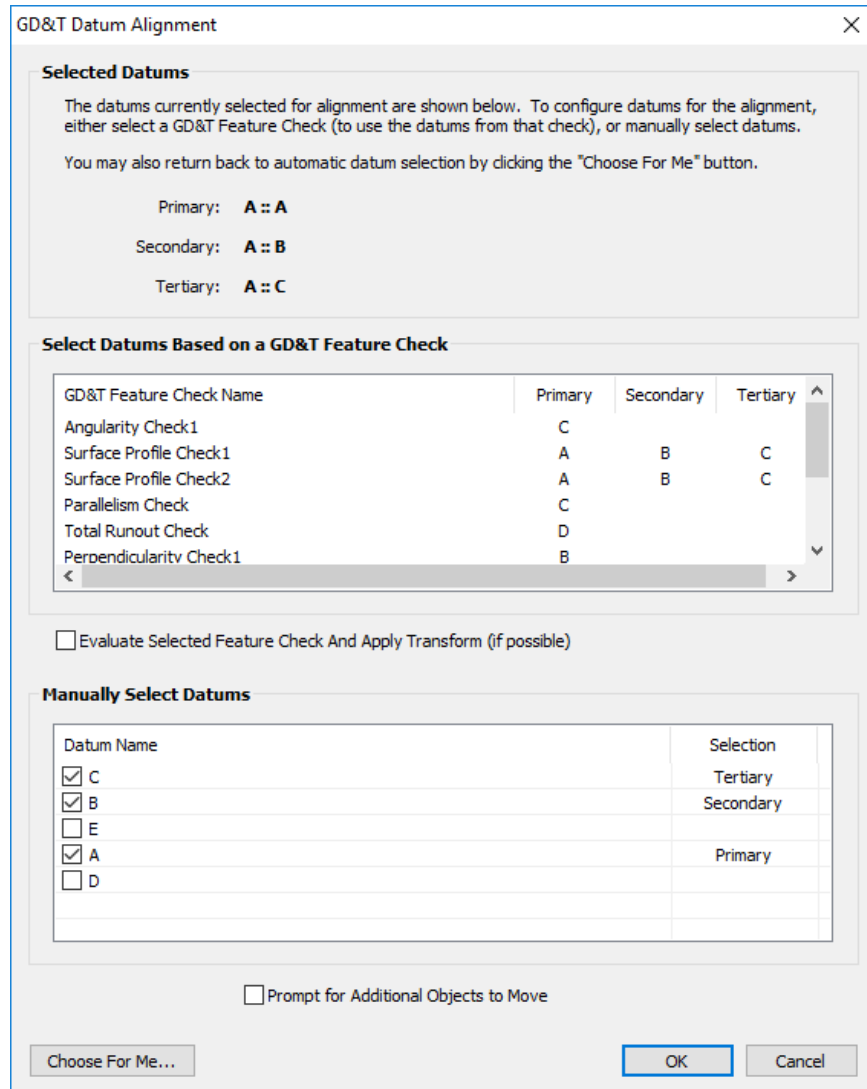 GD&T Datum Alignment
Selected Datums
The datums currently selected for alignment are shown below. To configure datums for the alignment,
either select a GD&T Feature Check (to use the datums from that check), or manually select datums.
You may also return back to automatic datum selection by clicking the "Choose For Me" button.
Primary: A :: A
Secondary: A :: B
Tertiary: A :: C
Select Datums Based on a GD&T Feature Check
GD&T Feature Check Name Primary Secondary Tertiary
Angularity Check1 C
Surface Profile Check1 A B C
Surface Profile Check2 A B C
Parallelism Check C
Total Runout Check D
Perpendicularity Check1 B
Evaluate Selected Feature Check And Apply Transform (if possible)
Manually Select Datums
Datum Name Selection
C Tertiary
B Secondary
E
A Primary
D
Prompt for Additional Objects to Move
Choose For Me... OK Cancel